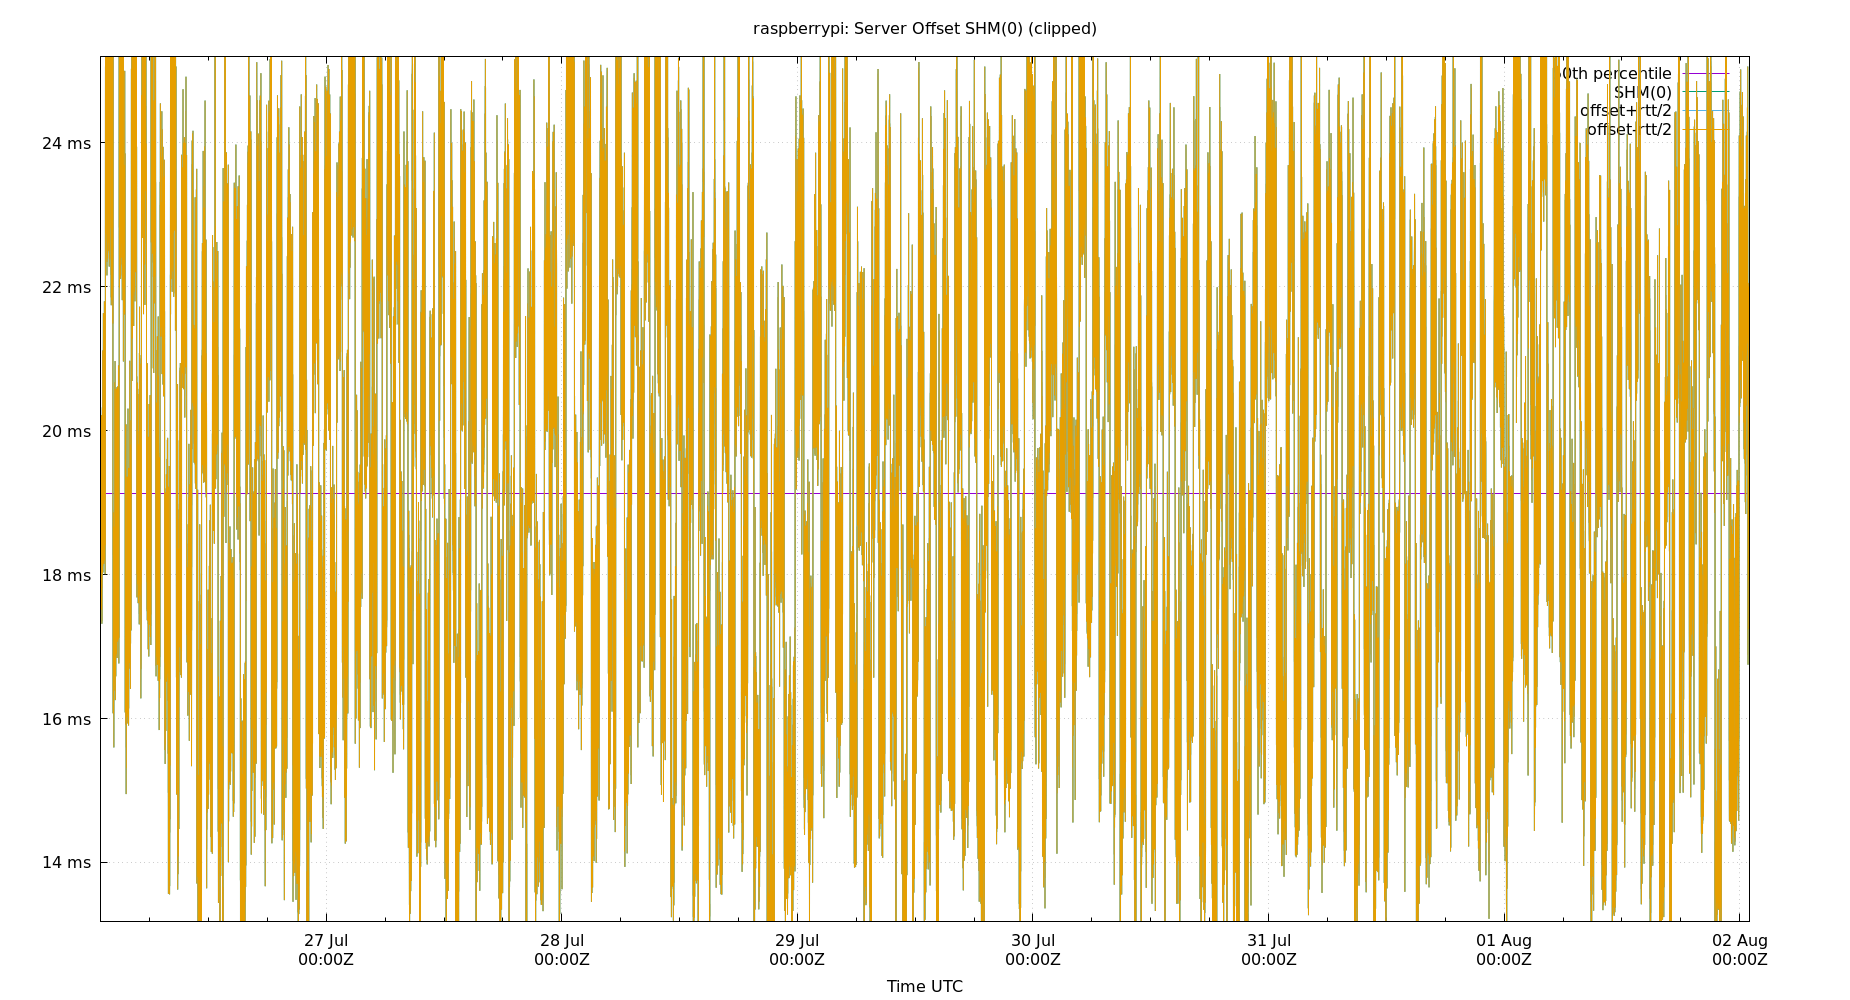 raspberrypi: Server Offset SHM(0) (clipped)
percentile
SHM(0)
offset+rtt/2
offset-rtt/2
24 ms
22 ms
20 ms
18 ms
16 ms
14 ms
27 Jul 28 Jul 29 Jul 30 Jul 31 Jul 01 Aug 02 Aug
00:00Z 00:00Z 00:00Z 00:00Z 00:00Z 00:00Z 00:00Z
Time UTC